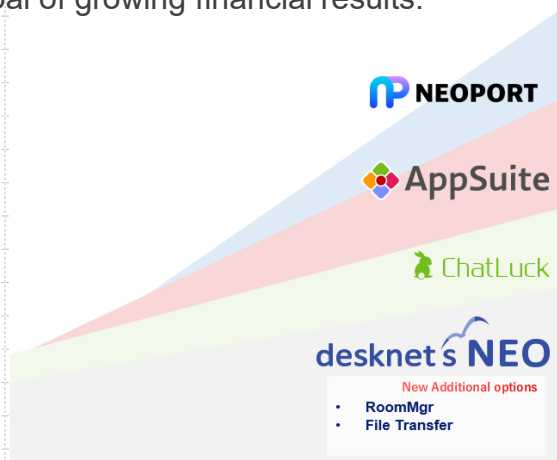 oal of growing financial results.
NEOPORT
AppSuite
ChatLuck
desknet's NEO
New Additional options
• RoomMgr
• File Transfer